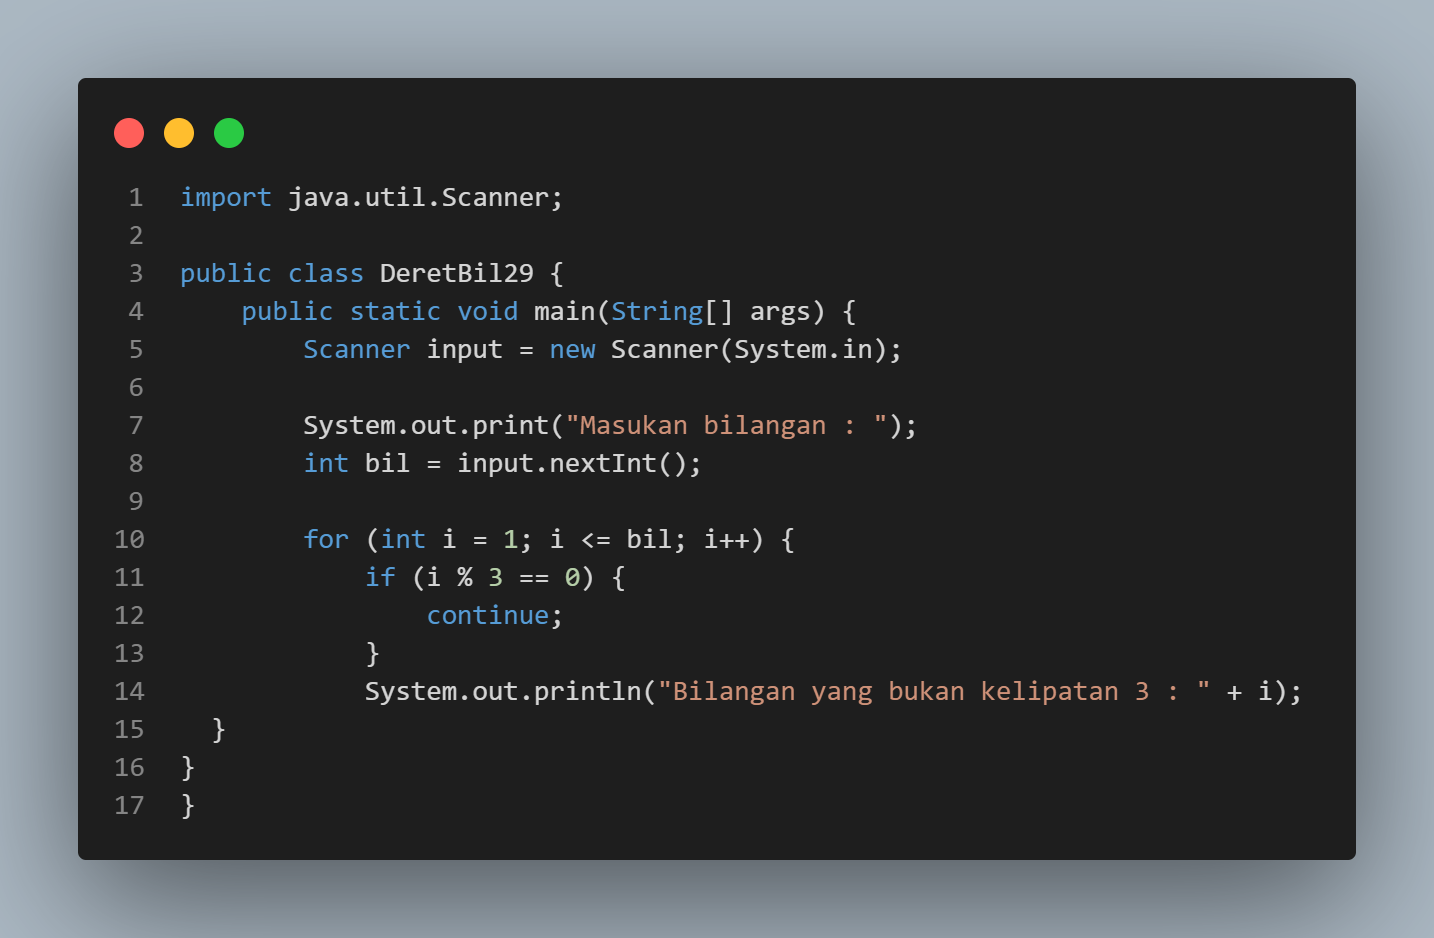 1 import java.util.Scanner;
2
3 public class DeretBil29 {
4     public static void main(String[] args) {
5         Scanner input = new Scanner(System.in);
6
7         System.out.print("Masukan bilangan : ");
8         int bil = input.nextInt();
9
10         for (int i = 1; i <= bil; i++) {
11             if (i % 3 == 0) {
12                 continue;
13             }
14             System.out.println("Bilangan yang bukan kelipatan 3 : " + i);
15   }
16 }
17 }